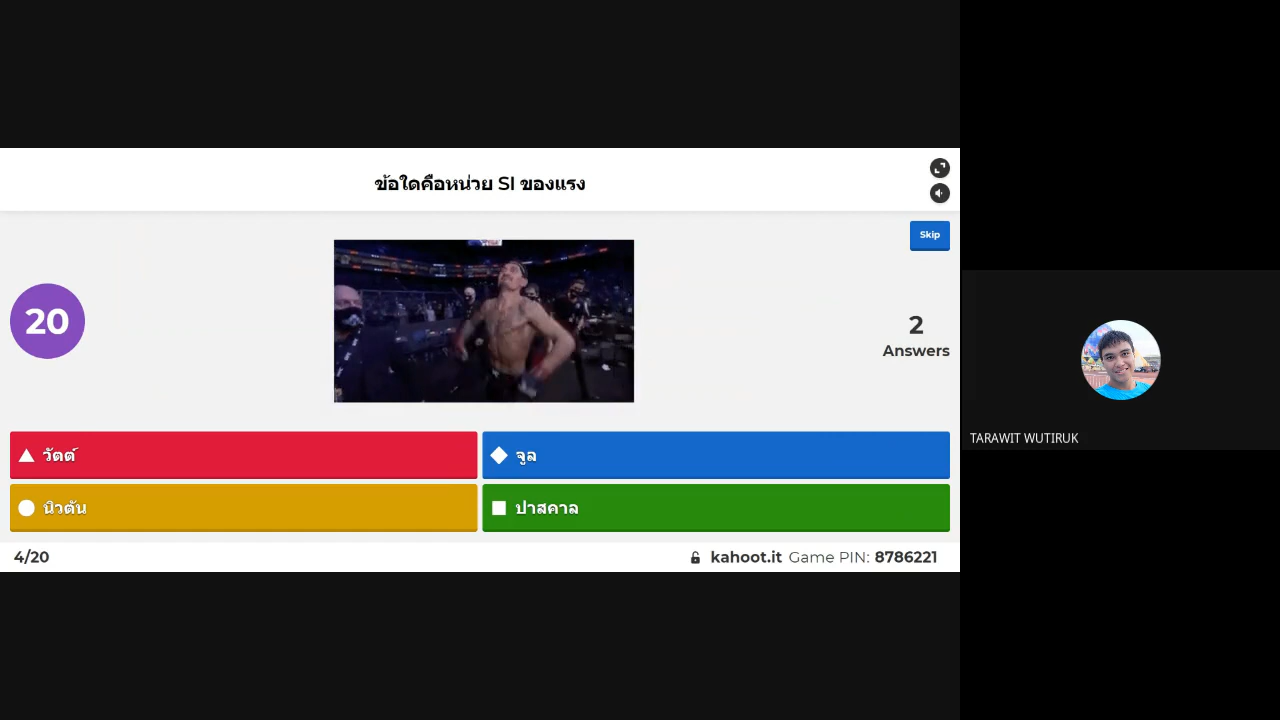 ข้อใดคือหน่วย SI ของแรง
Skip
20
2
Answers
วัตต์
จูล
นิวตัน
ปาสคาล
4/20
kahoot.it Game PIN: 8786221
TARAWIT WUTIRUK